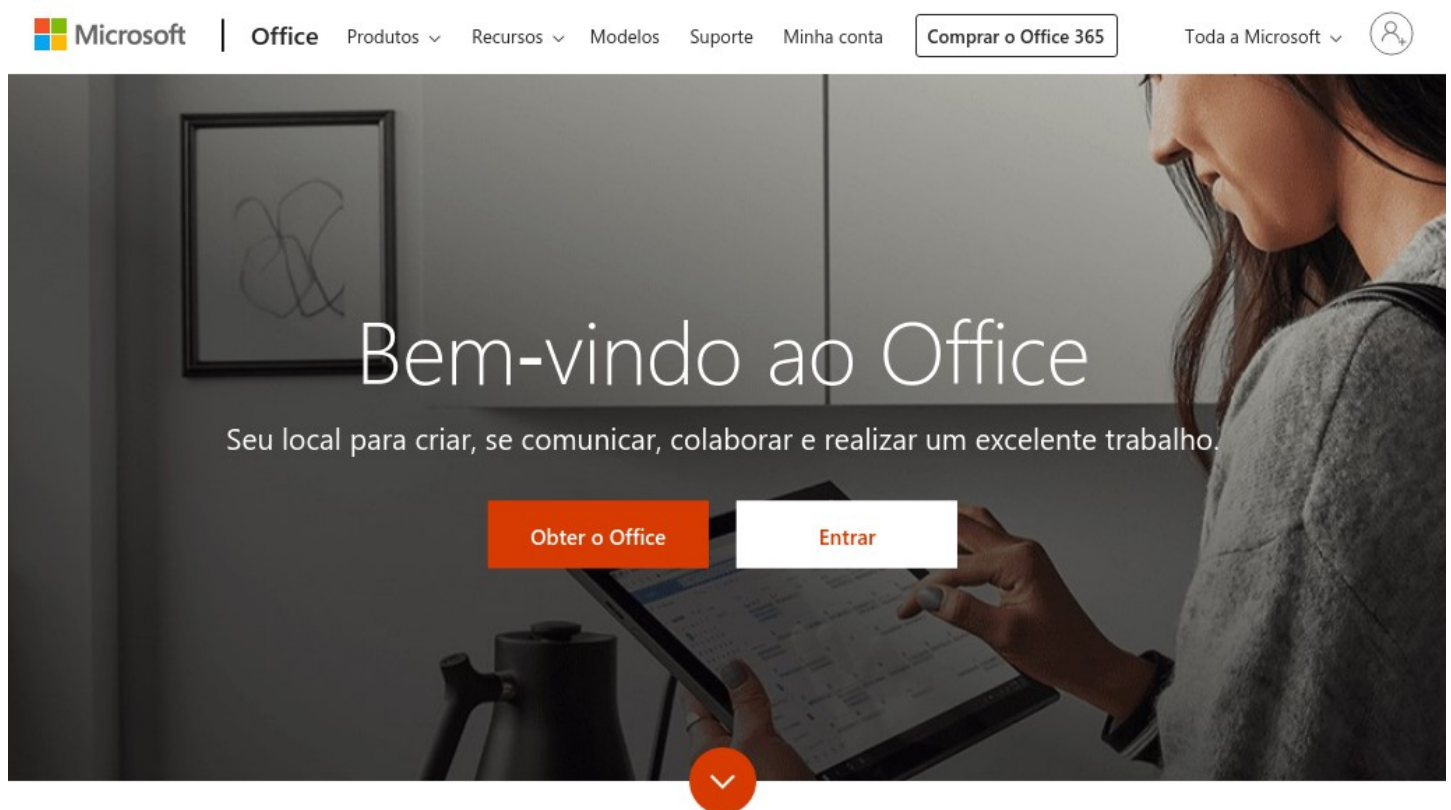 Microsoft
Office
Produtos
Recursos
Modelos
Suporte
Minha conta
Comprar o Office 365
Toda a Microsoft
Bem-vindo ao Office
Seu local para criar, se comunicar, colaborar e realizar um excelente trabalho.
Obter o Office
Entrar